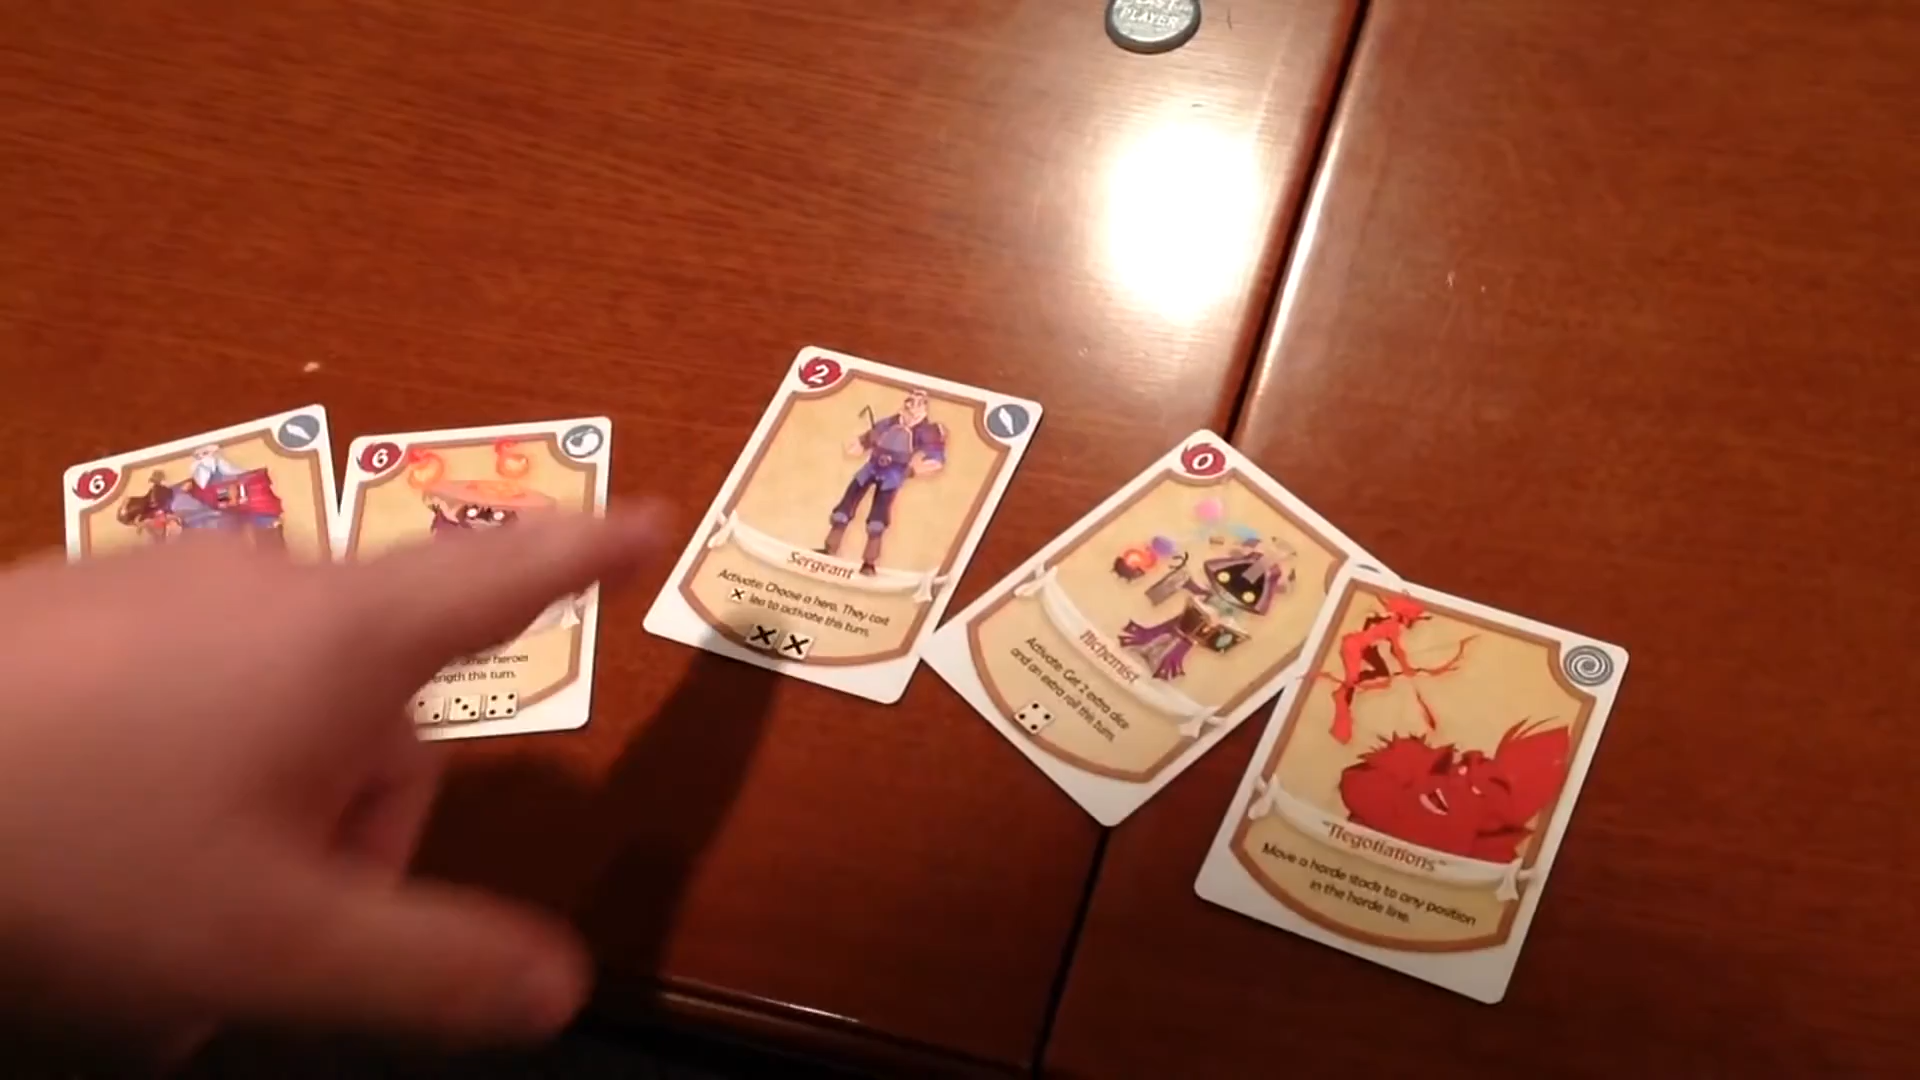 PLAYER
6
6
other heroes
this turn.
2
Sergeant
Activate: Choose a hero. They cost
X less to activate this turn.
X X
0
Alchemist
Activate: Get 2 extra dice
and an extra roll this turn.
"Negotiations"
Move a horde stack to any position
in the horde line.